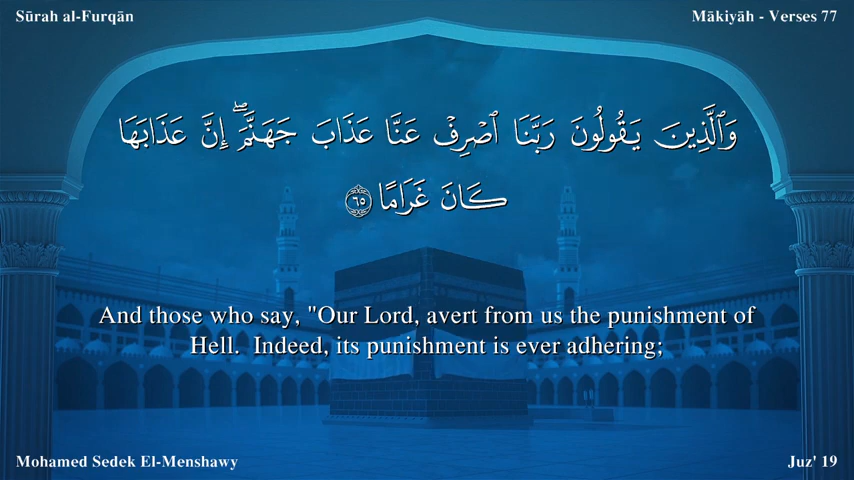 Sūrah al-Furqān
Mākiyāh - Verses 77
وَٱلَّذِينَ يَقُولُونَ رَبَّنَا ٱصۡرِفۡ عَنَّا عَذَابَ جَهَنَّمَۖ إِنَّ عَذَابَهَا
كَانَ غَرَامًا ٦٥
And those who say, "Our Lord, avert from us the punishment of
Hell. Indeed, its punishment is ever adhering;
Mohamed Sedek El-Menshawy
Juz' 19